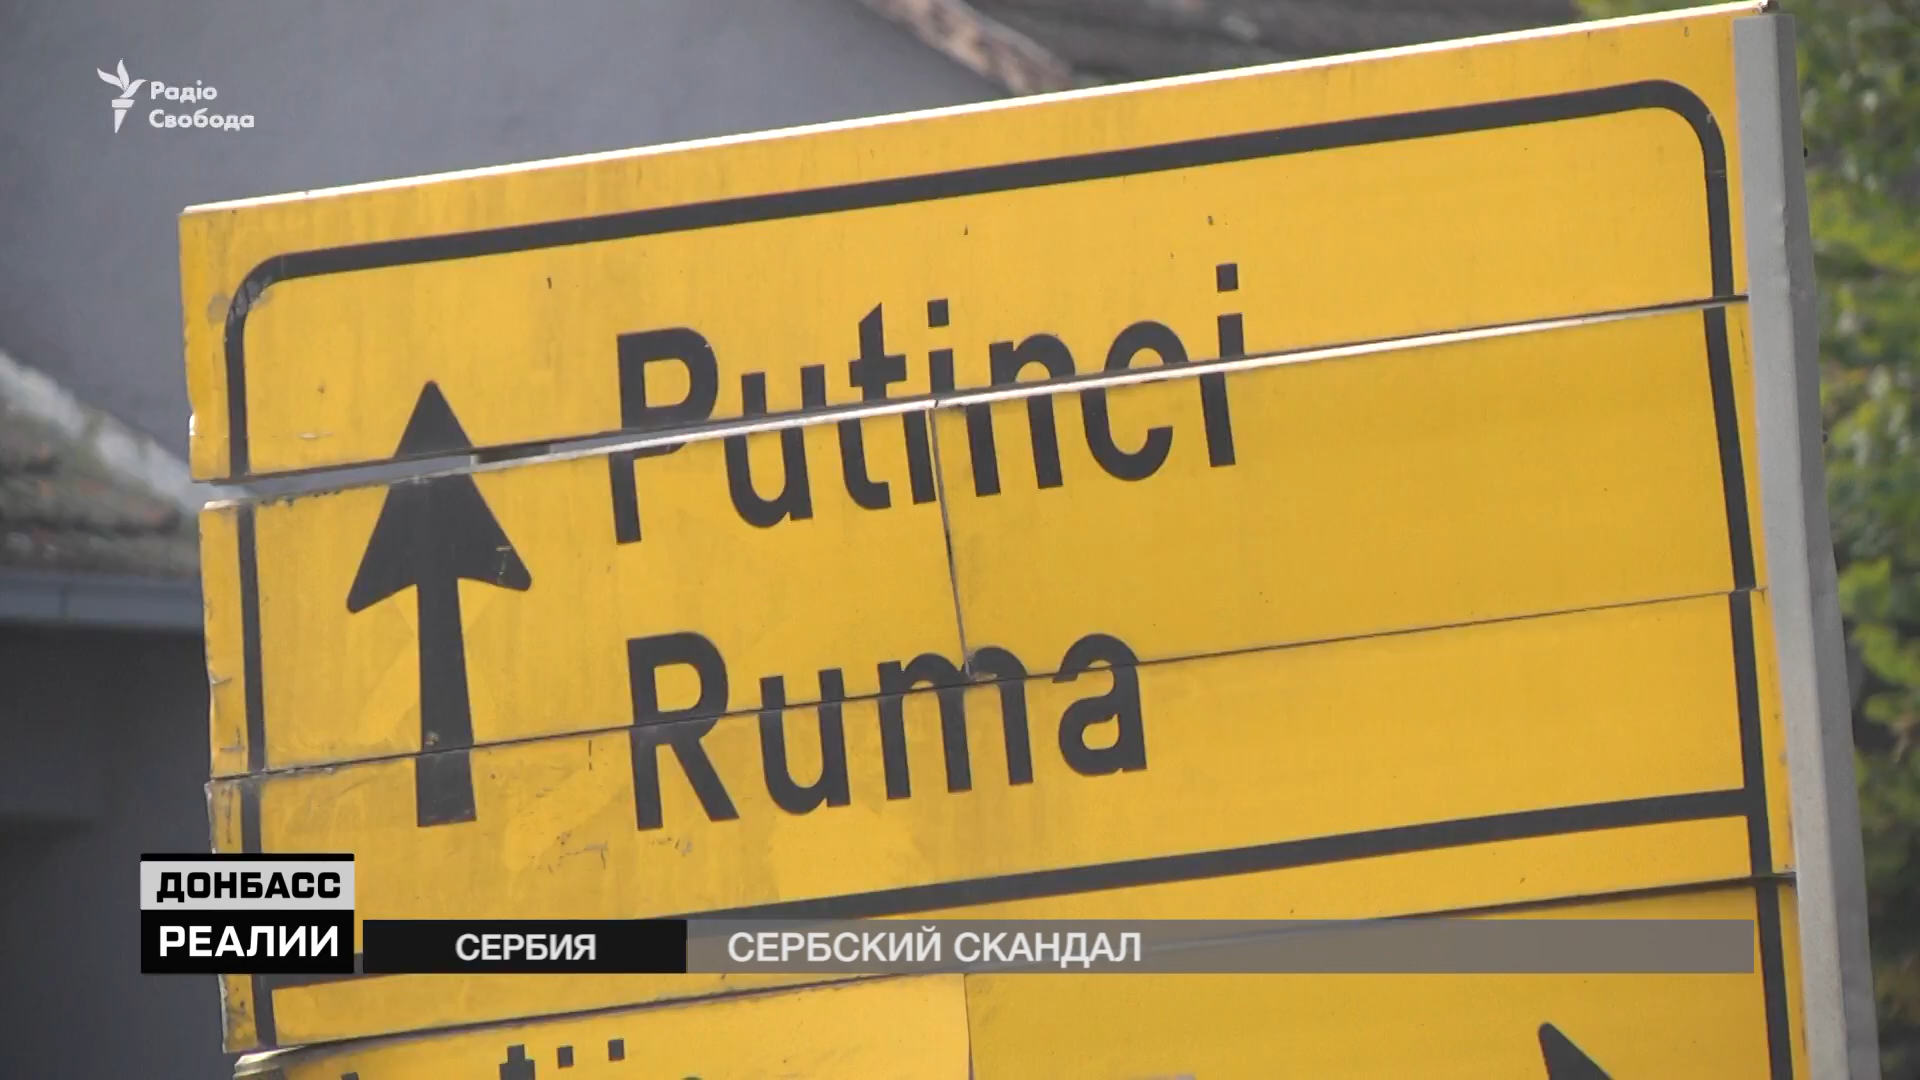 Радіо
Свобода
Putinci
Ruma
ДОНБАСС
РЕАЛИИ
СЕРБИЯ
СЕРБСКИЙ СКАНДАЛ